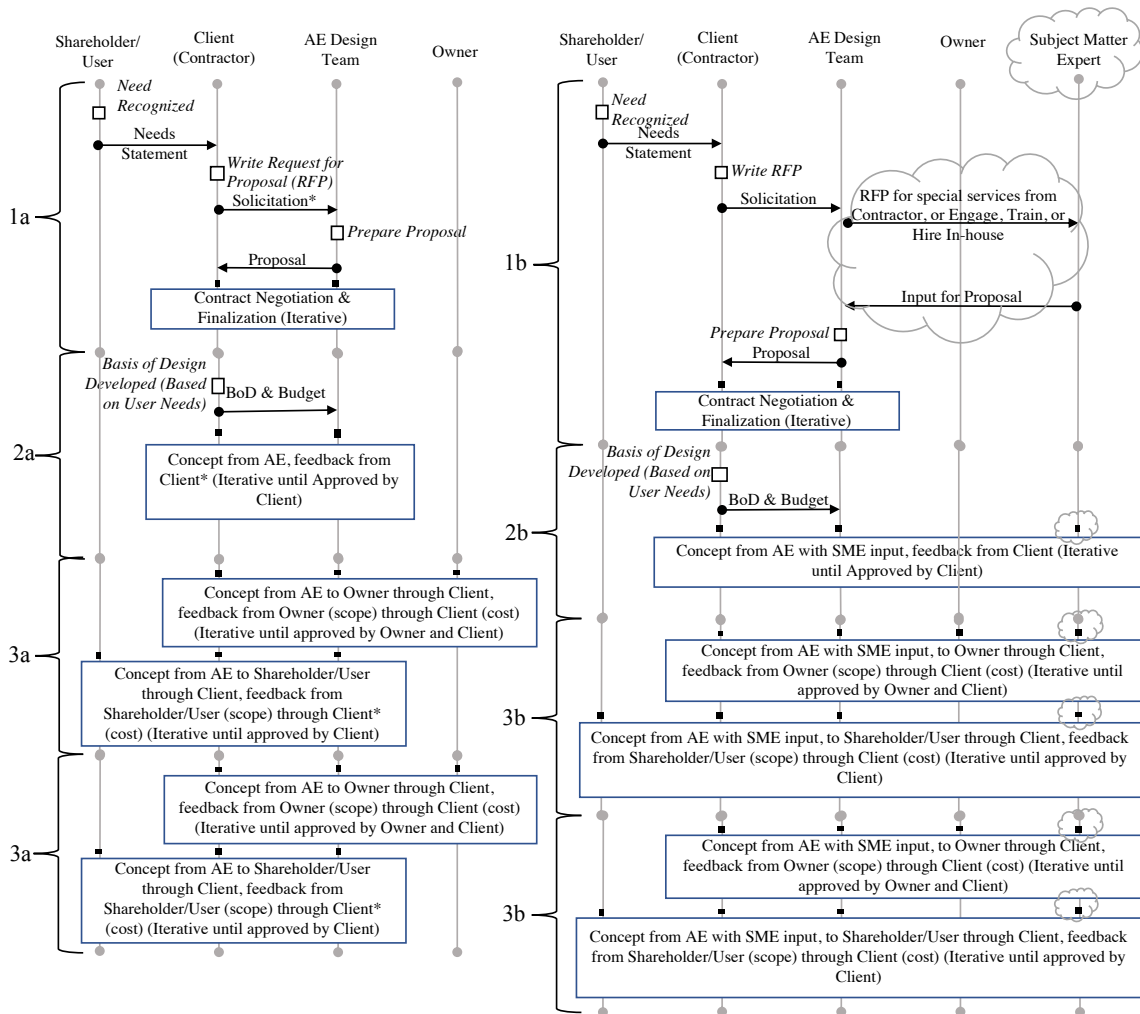 Shareholder/
User
Client
(Contractor)
AE Design
Team
Owner
Need
Recognized
Needs
Statement
Write Request for
Proposal (RFP)
Solicitation*
Prepare Proposal
Proposal
Contract Negotiation &
Finalization (Iterative)
1a
Basis of Design
Developed (Based
on User Needs)
BoD & Budget
Concept from AE, feedback from
Client* (Iterative until Approved by
Client)
2a
Concept from AE to Owner through Client,
feedback from Owner (scope) through Client (cost)
(Iterative until approved by Owner and Client)
3a
Concept from AE to Shareholder/User
through Client, feedback from
Shareholder/User (scope) through Client*
(cost) (Iterative until approved by Client)
Concept from AE to Owner through Client,
feedback from Owner (scope) through Client (cost)
(Iterative until approved by Owner and Client)
3a
Concept from AE to Shareholder/User
through Client, feedback from
Shareholder/User (scope) through Client*
(cost) (Iterative until approved by Client)
Shareholder/
User
Client
(Contractor)
AE Design
Team
Owner
Subject Matter
Expert
Need
Recognized
Needs
Statement
Write RFP
Solicitation
RFP for special services from
Contractor, or Engage, Train, or
Hire In-house
1b
Input for Proposal
Prepare Proposal
Proposal
Contract Negotiation &
Finalization (Iterative)
Basis of Design
Developed (Based on
User Needs)
BoD & Budget
2b
Concept from AE with SME input, feedback from Client (Iterative
until Approved by Client)
Concept from AE with SME input, to Owner through Client,
feedback from Owner (scope) through Client (cost) (Iterative until
approved by Owner and Client)
3b
Concept from AE with SME input, to Shareholder/User through Client, feedback
from Shareholder/User (scope) through Client (cost) (Iterative until approved by
Client)
Concept from AE with SME input, to Owner through Client,
feedback from Owner (scope) through Client (cost) (Iterative until
approved by Owner and Client)
3b
Concept from AE with SME input, to Shareholder/User through Client, feedback
from Shareholder/User (scope) through Client (cost) (Iterative until approved by
Client)